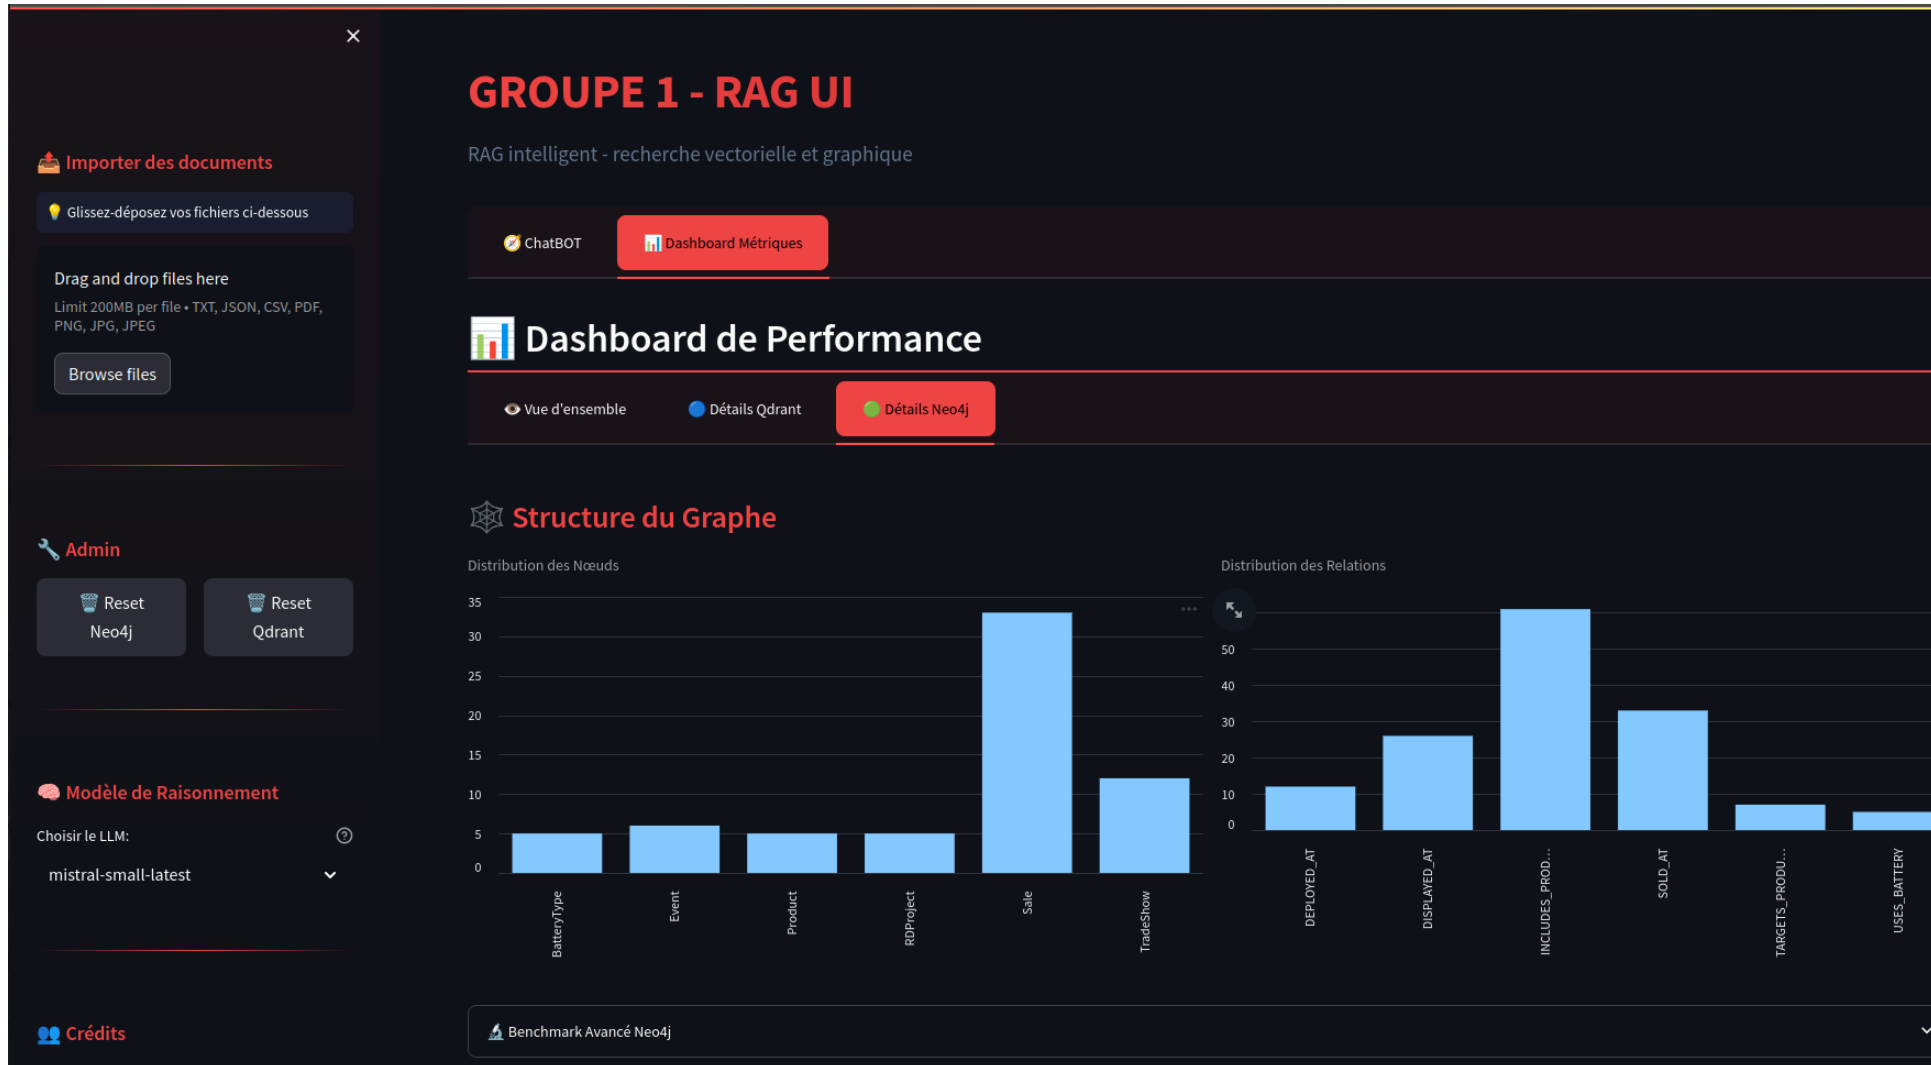 Importer des documents
Glissez-déposez vos fichiers ci-dessous
Drag and drop files here
Limit 200MB per file • TXT, JSON, CSV, PDF,
PNG, JPG, JPEG
Browse files
Admin
Reset
Neo4j
Reset
Qdrant
Modèle de Raisonnement
Choisir le LLM:
mistral-small-latest
Crédits
GROUPE 1 - RAG UI
RAG intelligent - recherche vectorielle et graphique
ChatBOT
Dashboard Métriques
Dashboard de Performance
Vue d'ensemble
Détails Qdrant
Détails Neo4j
Structure du Graphe
Distribution des Nœuds
35
30
25
20
15
10
5
0
BatteryType
Event
Product
RDProject
Sale
TradeShow
Distribution des Relations
50
40
30
20
10
0
DEPLOYED_AT
DISPLAYED_AT
INCLUDES_PROD…
SOLD_AT
TARGETS_PRODU…
USES_BATTERY
Benchmark Avancé Neo4j